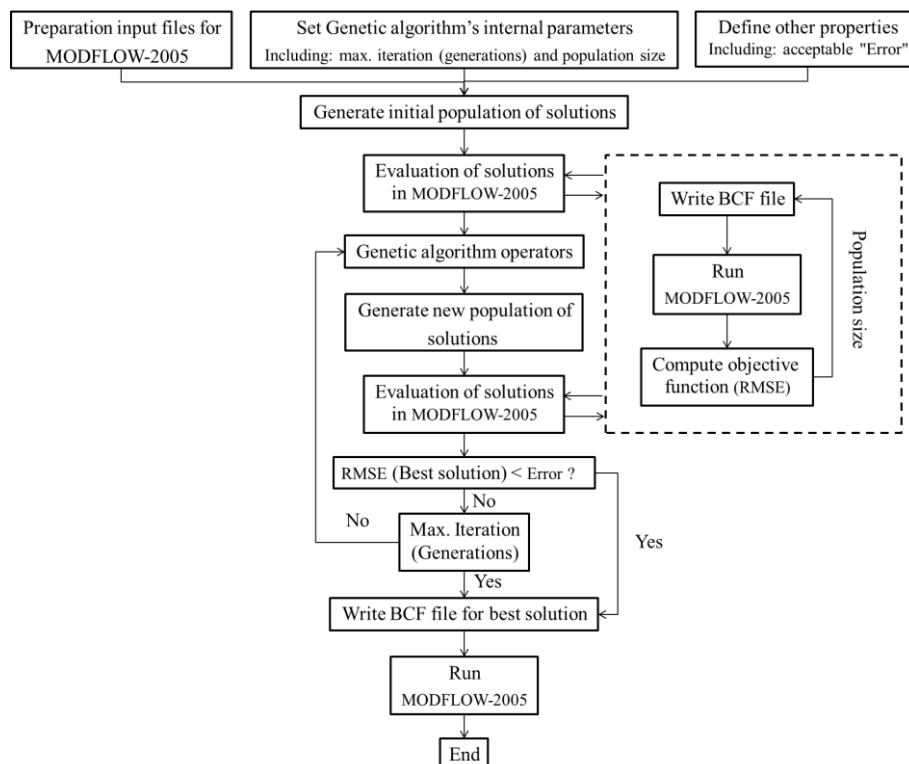 Preparation input files for
MODFLOW-2005
Set Genetic algorithm's internal parameters
Including: max. iteration (generations) and population size
Define other properties
Including: acceptable "Error"
Generate initial population of solutions
Evaluation of solutions
in MODFLOW-2005
Genetic algorithm operators
Generate new population of
solutions
Evaluation of solutions
in MODFLOW-2005
Write BCF file
Run
MODFLOW-2005
Compute objective
function (RMSE)
Population size
RMSE (Best solution) < Error ?
No
No
Max. Iteration
(Generations)
Yes
Yes
Write BCF file for best solution
Run
MODFLOW-2005
End